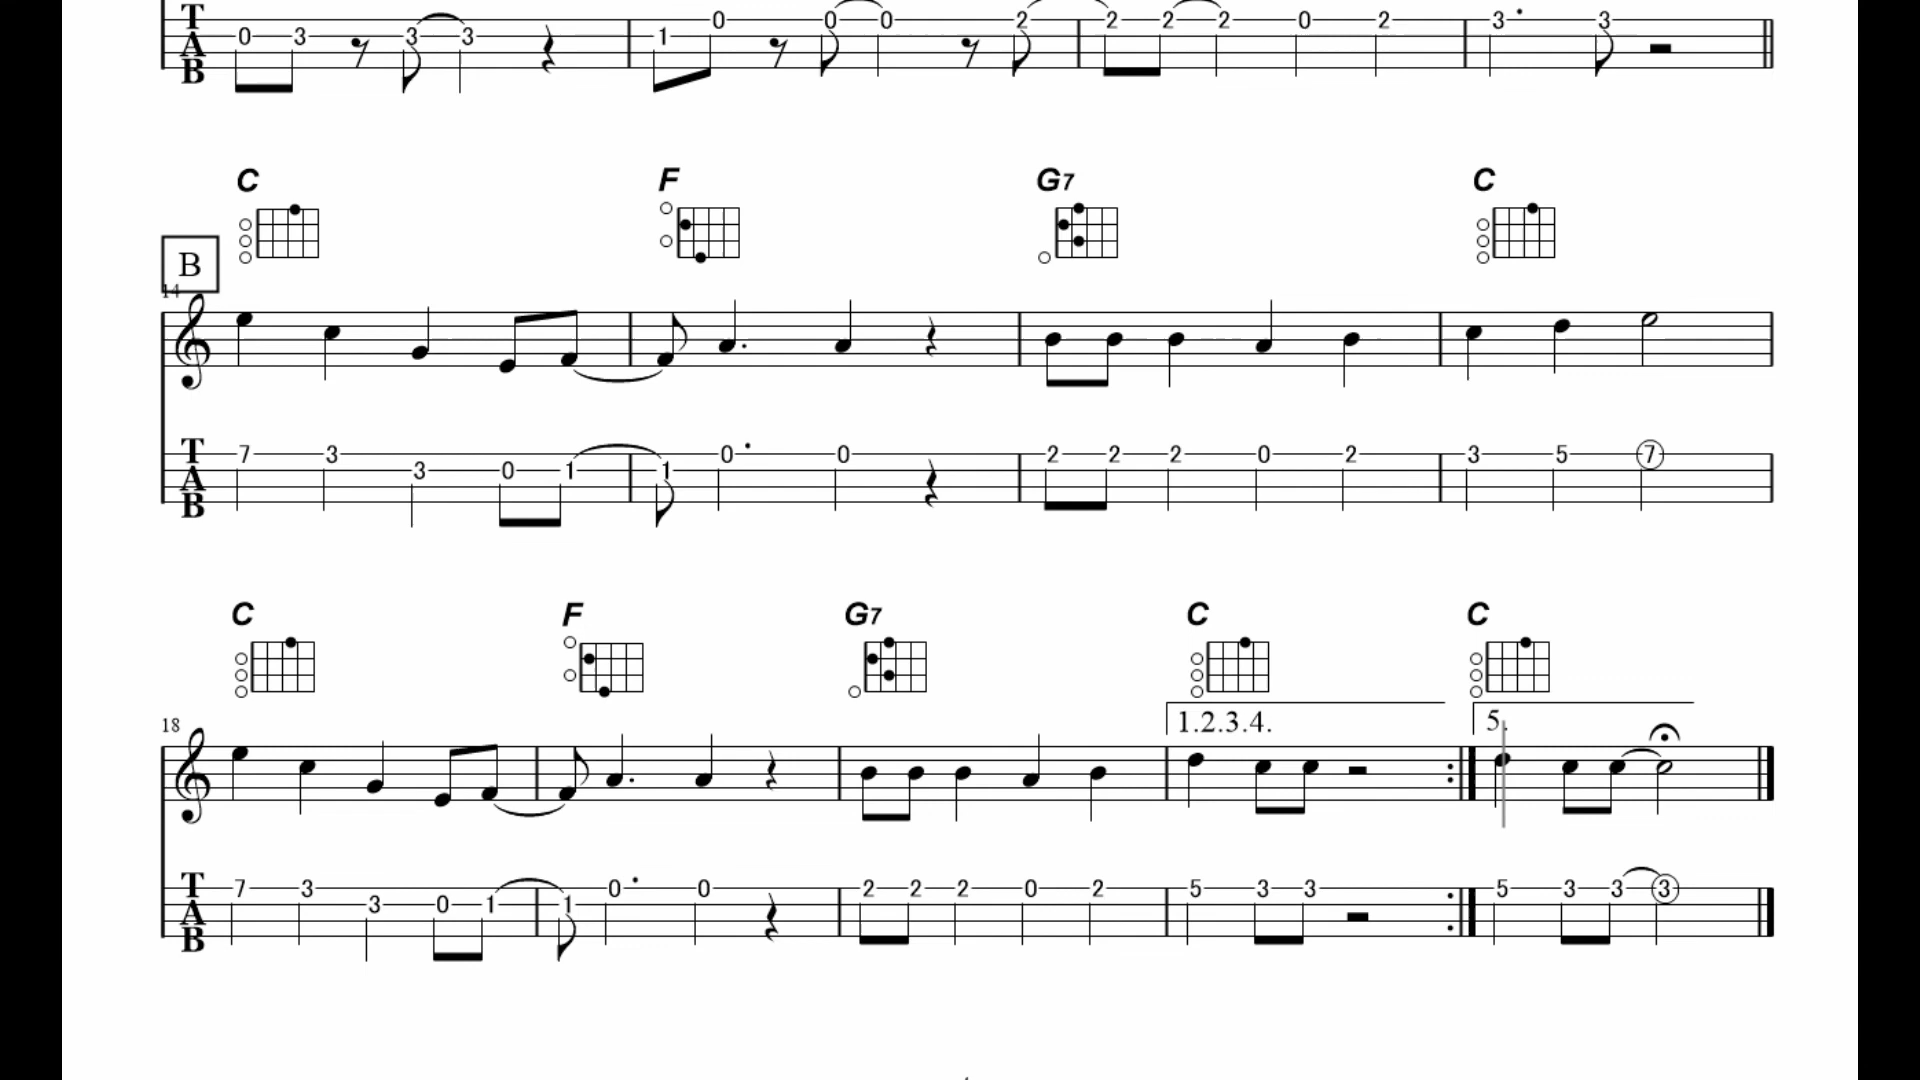 T 0 3 3 3 1 0 0 0 2 2 2 2 0 2 3 3
A
B
C F G7 C
B
14
T 7 3 3 0 1 1 0 0 2 2 2 0 2 3 5 7
A
B
C F G7 C C
18 1.2.3.4. 5.
T 7 3 3 0 1 1 0 0 2 2 2 0 2 5 3 3 5 3 3 3
A
B